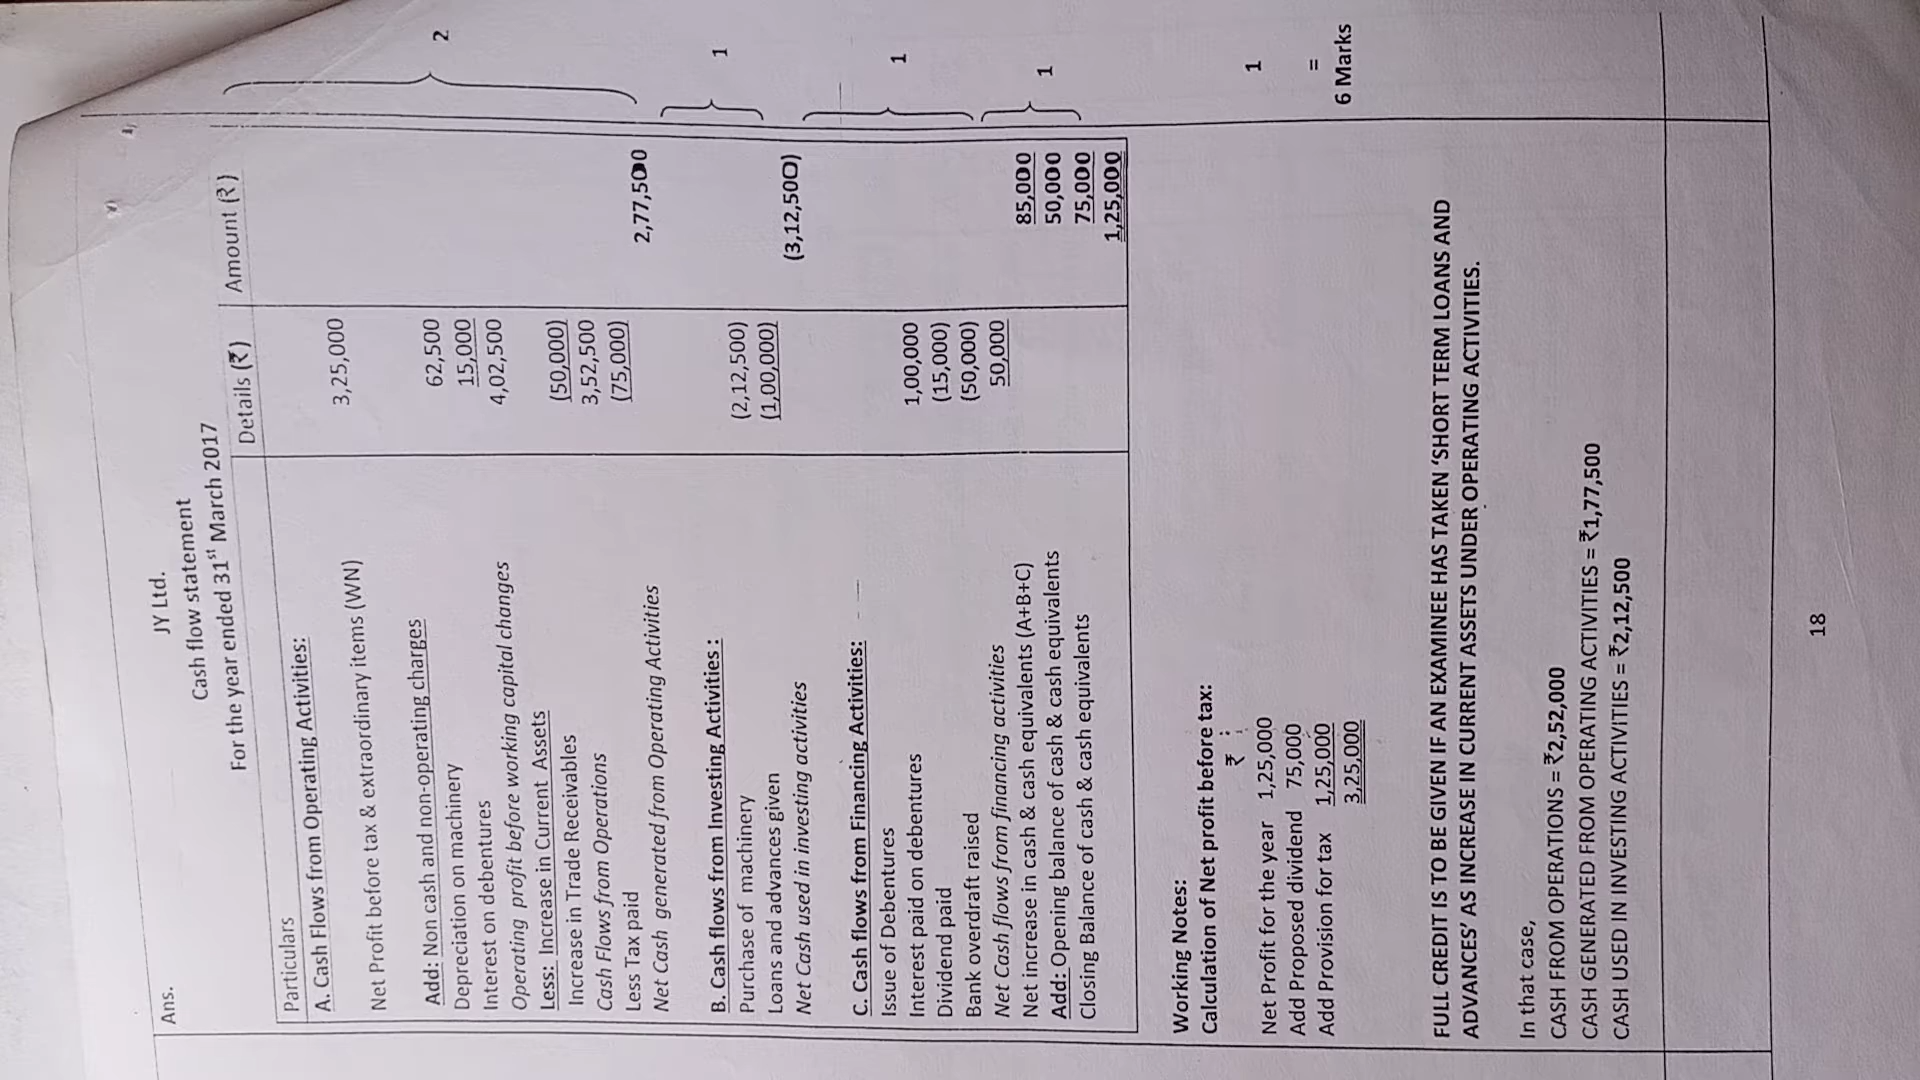 Ans.
JY Ltd.
Cash flow statement
For the year ended 31st March 2017
Particulars Details (₹) Amount (₹)
A. Cash Flows from Operating Activities:
Net Profit before tax & extraordinary items (WN) 3,25,000
Add: Non cash and non-operating charges
Depreciation on machinery 62,500
Interest on debentures 15,000
Operating profit before working capital changes 4,02,500
Less: Increase in Current Assets
Increase in Trade Receivables (50,000)
Cash Flows from Operations 3,52,500
Less Tax paid (75,000)
Net Cash generated from Operating Activities 2,77,500
2
B. Cash flows from Investing Activities :
Purchase of machinery (2,12,500)
Loans and advances given (1,00,000)
Net Cash used in investing activities (3,12,500)
1
C. Cash flows from Financing Activities:
Issue of Debentures 1,00,000
Interest paid on debentures (15,000)
Dividend paid (50,000)
Bank overdraft raised 50,000
1
Net Cash flows from financing activities 85,000
Net increase in cash & cash equivalents (A+B+C) 50,000
Add: Opening balance of cash & cash equivalents 75,000
Closing Balance of cash & cash equivalents 1,25,000
1
Working Notes:
Calculation of Net profit before tax:
₹
Net Profit for the year 1,25,000
Add Proposed dividend 75,000
Add Provision for tax 1,25,000
3,25,000
1
=
6 Marks
FULL CREDIT IS TO BE GIVEN IF AN EXAMINEE HAS TAKEN ‘SHORT TERM LOANS AND
ADVANCES’ AS INCREASE IN CURRENT ASSETS UNDER OPERATING ACTIVITIES.
In that case,
CASH FROM OPERATIONS = ₹2,52,000
CASH GENERATED FROM OPERATING ACTIVITIES = ₹1,77,500
CASH USED IN INVESTING ACTIVITIES = ₹2,12,500
18